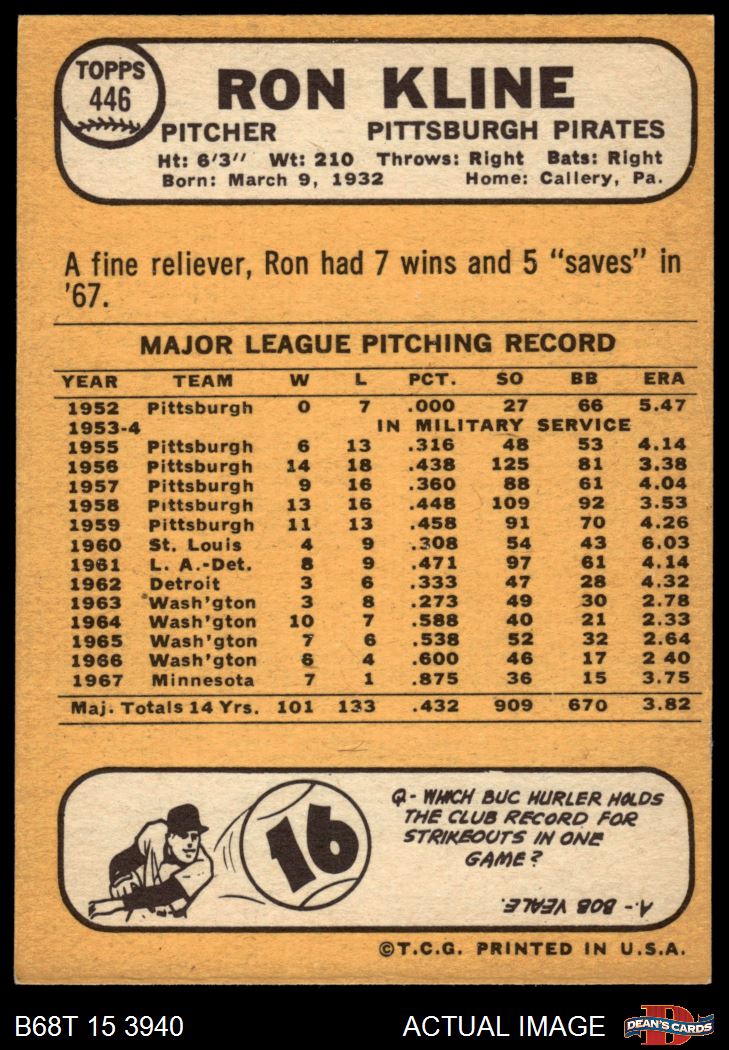 TOPPS
446
RON KLINE
PITCHER PITTSBURGH PIRATES
Ht: 6'3" Wt: 210 Throws: Right Bats: Right
Born: March 9, 1932 Home: Callery, Pa.
A fine reliever, Ron had 7 wins and 5 "saves" in
'67.
MAJOR LEAGUE PITCHING RECORD
YEAR TEAM W L PCT. SO BB ERA
1952 Pittsburgh 0 7 .000 27 66 5.47
1953-4 IN MILITARY SERVICE
1955 Pittsburgh 6 13 .316 48 53 4.14
1956 Pittsburgh 14 18 .438 125 81 3.38
1957 Pittsburgh 9 16 .360 88 61 4.04
1958 Pittsburgh 13 16 .448 109 92 3.53
1959 Pittsburgh 11 13 .458 91 70 4.26
1960 St. Louis 4 9 .308 54 43 6.03
1961 L. A.-Det. 8 9 .471 97 61 4.14
1962 Detroit 3 6 .333 47 28 4.32
1963 Wash'gton 3 8 .273 49 30 2.78
1964 Wash'gton 10 7 .588 40 21 2.33
1965 Wash'gton 7 6 .538 52 32 2.64
1966 Wash'gton 6 4 .600 46 17 2 40
1967 Minnesota 7 1 .875 36 15 3.75
Maj. Totals 14 Yrs. 101 133 .432 909 670 3.82
16
Q- WHICH BUC HURLER HOLDS
THE CLUB RECORD FOR
STRIKEOUTS IN ONE
GAME?
A.- BOB VEALE.
©T.C.G. PRINTED IN U.S.A.
B68T 15 3940 ACTUAL IMAGE
D
DEAN'S CARDS